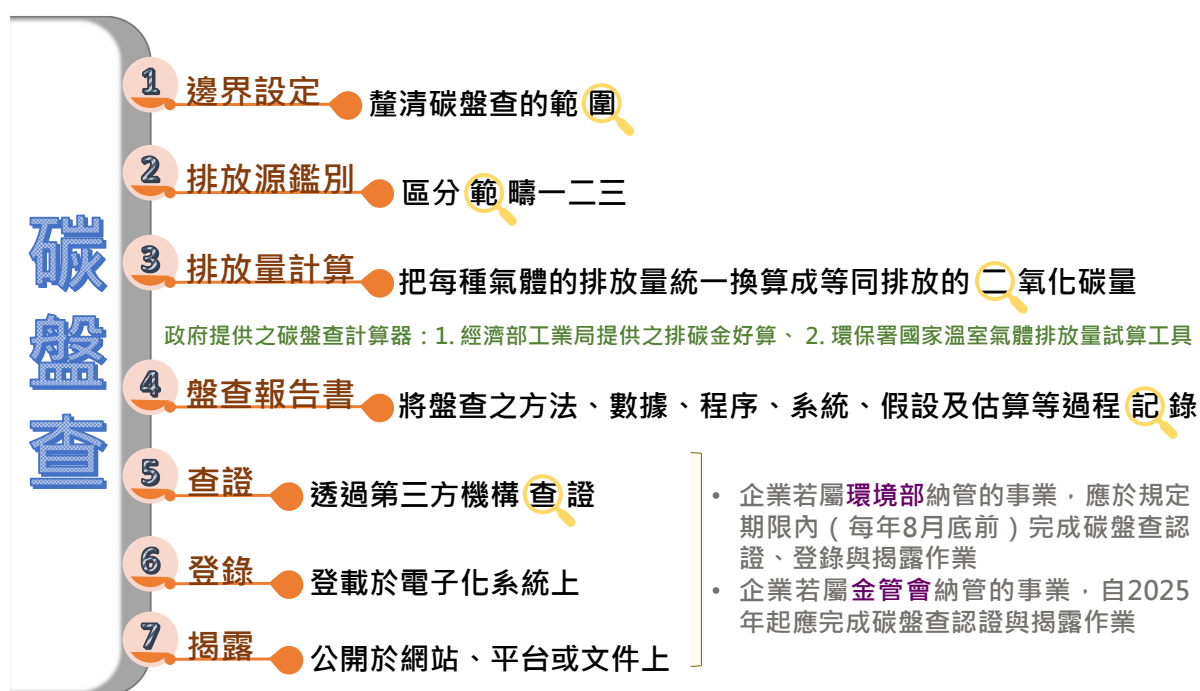 碳盤查
1 邊界設定 釐清碳盤查的範圍
2 排放源鑑別 區分範疇一二三
3 排放量計算 把每種氣體的排放量統一換算成等同排放的二氧化碳量
政府提供之碳盤查計算器：1. 經濟部工業局提供之排碳金好算、 2. 環保署國家溫室氣體排放量試算工具
4 盤查報告書 將盤查之方法、數據、程序、系統、假設及估算等過程記錄
5 查證 透過第三方機構查證
6 登錄 登載於電子化系統上
7 揭露 公開於網站、平台或文件上
• 企業若屬環境部納管的事業，應於規定
期限內（每年8月底前）完成碳盤查認
證、登錄與揭露作業
• 企業若屬金管會納管的事業，自2025
年起應完成碳盤查認證與揭露作業